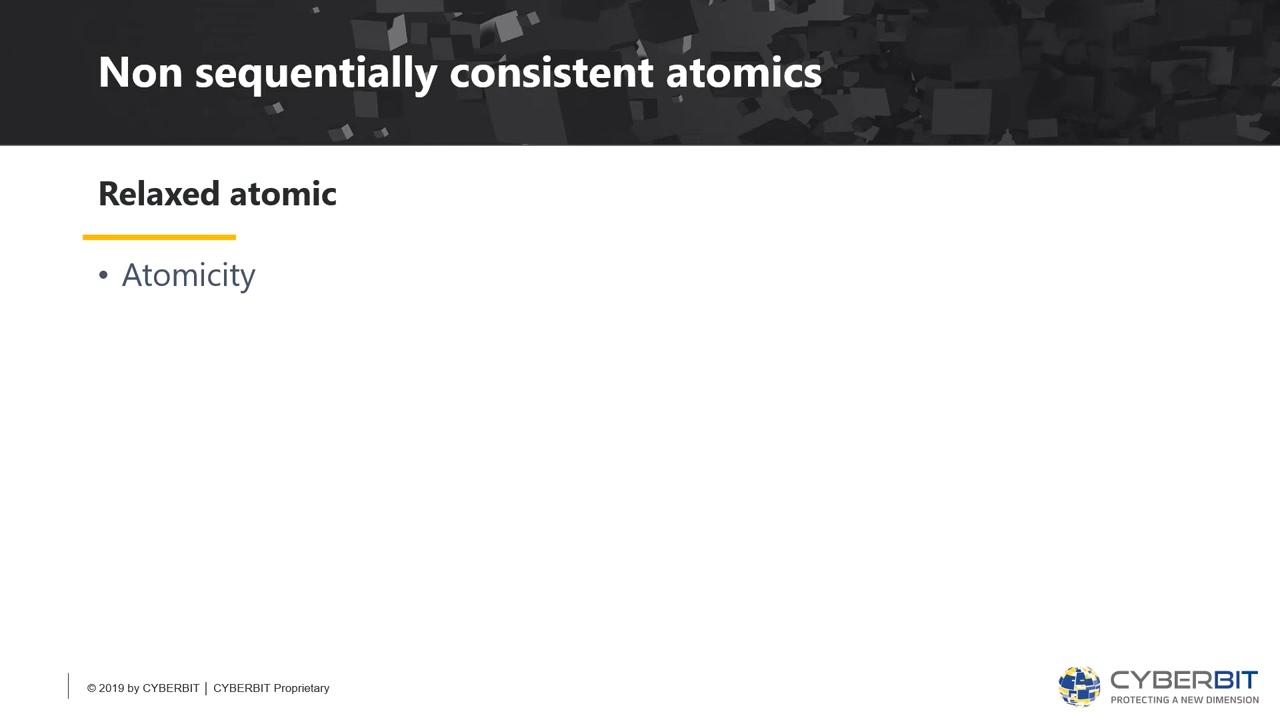 Non sequentially consistent atomics
Relaxed atomic
• Atomicity
© 2019 by CYBERBIT | CYBERBIT Proprietary
CYBERBIT
PROTECTING A NEW DIMENSION